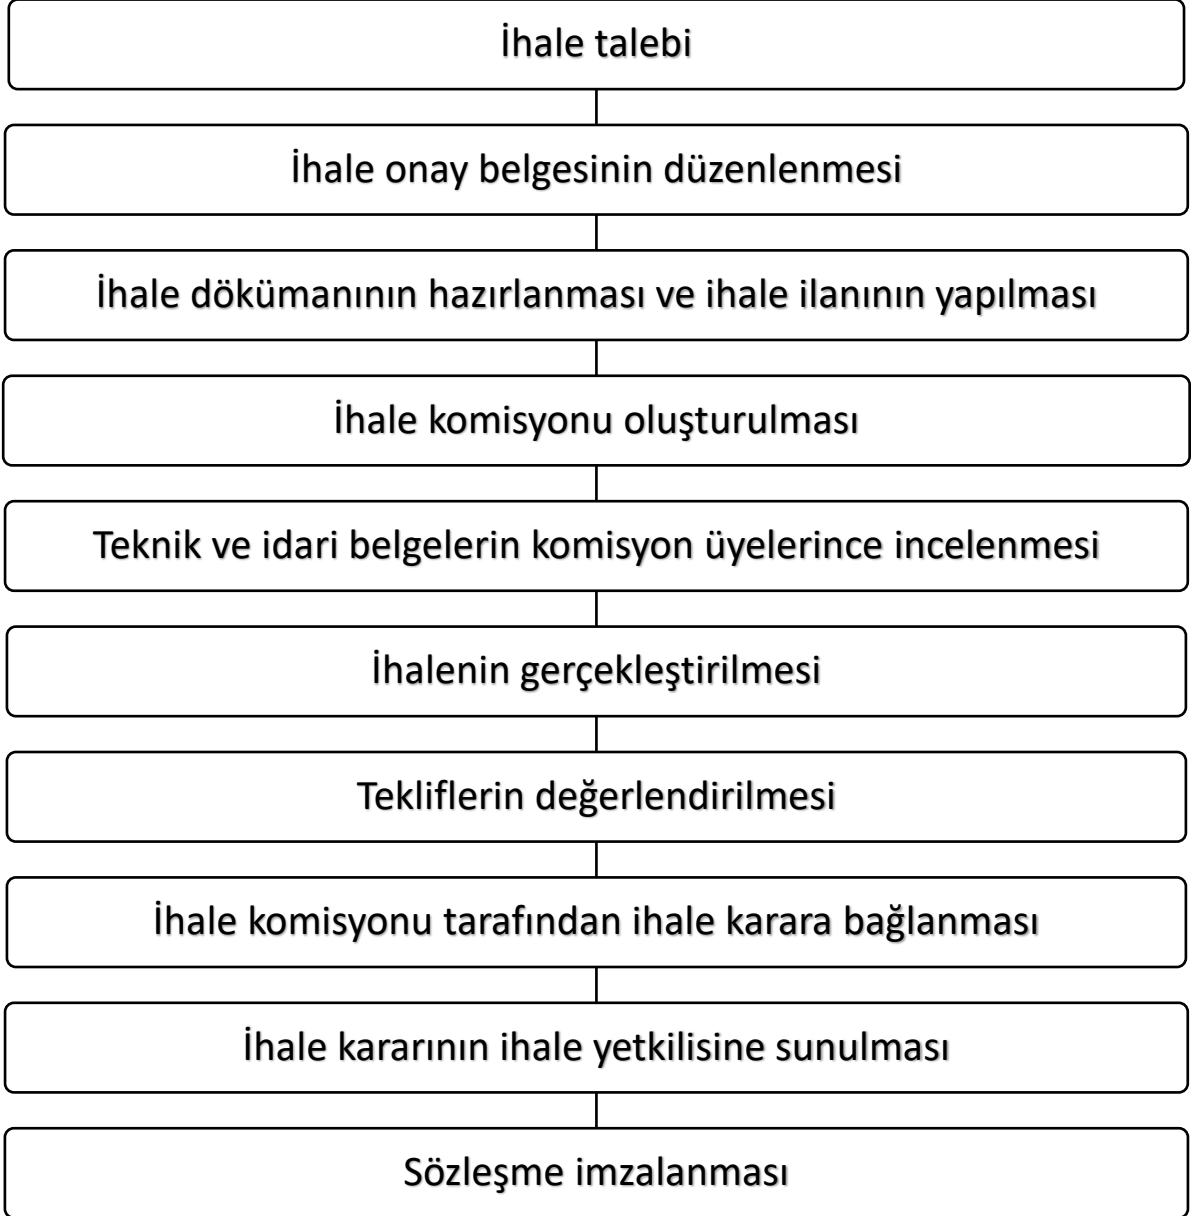 İhale talebi
İhale onay belgesinin düzenlenmesi
İhale dökümanının hazırlanması ve ihale ilanının yapılması
İhale komisyonu oluşturulması
Teknik ve idari belgelerin komisyon üyelerince incelenmesi
İhalenin gerçekleştirilmesi
Tekliflerin değerlendirilmesi
İhale komisyonu tarafından ihale karara bağlanması
İhale kararının ihale yetkilisine sunulması
Sözleşme imzalanması